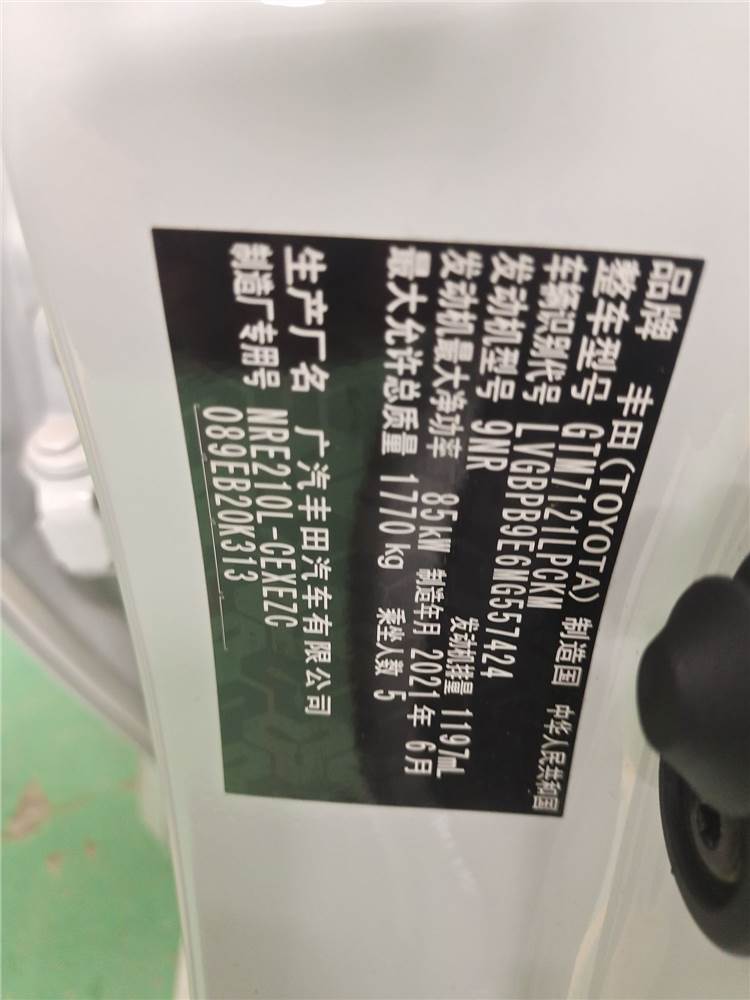 品牌 丰田(TOYOTA) 制造国 中华人民共和国
整车型号 GTM7121LPCKM
车辆识别代号 LVGBPB9E6MG557424
发动机型号 9NR 发动机排量 1197mL
发动机最大净功率 85kW 制造年月 2021年 6月
最大允许总质量 1770 kg 乘坐人数 5
生产厂名 广汽丰田汽车有限公司
制造厂专用号 NRE210L-CEXEZC
089EB20K313